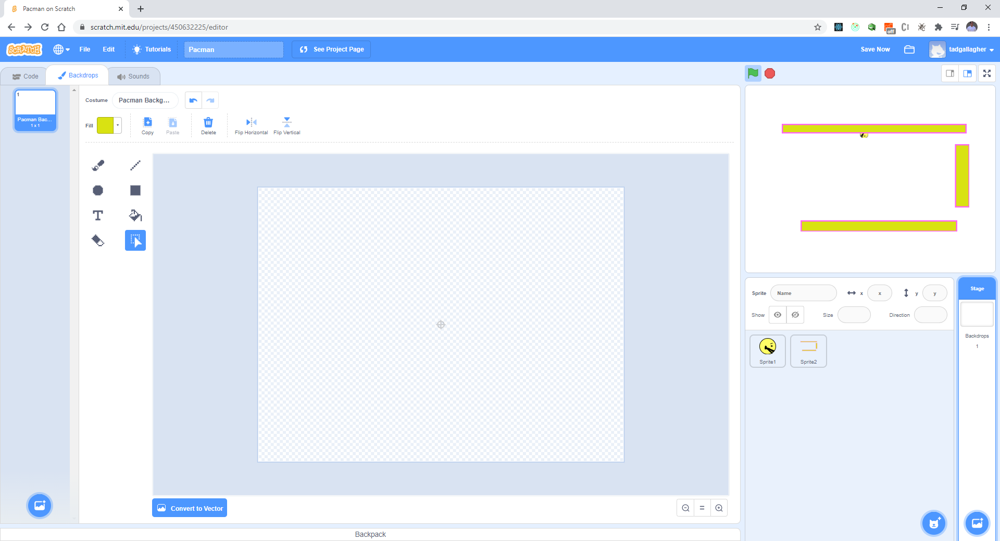 Pacman on Scratch
scratch.mit.edu/projects/450632225/editor
off
SCRATCH
File
Edit
Tutorials
Pacman
See Project Page
Save Now
tadgallagher
Code
Backdrops
Sounds
1
Pacman Bac...
1 x 1
Costume
Pacman Backg...
Fill
Copy
Paste
Delete
Flip Horizontal
Flip Vertical
T
Convert to Vector
Backpack
Sprite
Name
x
x
y
y
Show
Size
Direction
Sprite1
Sprite2
Stage
Backdrops
1